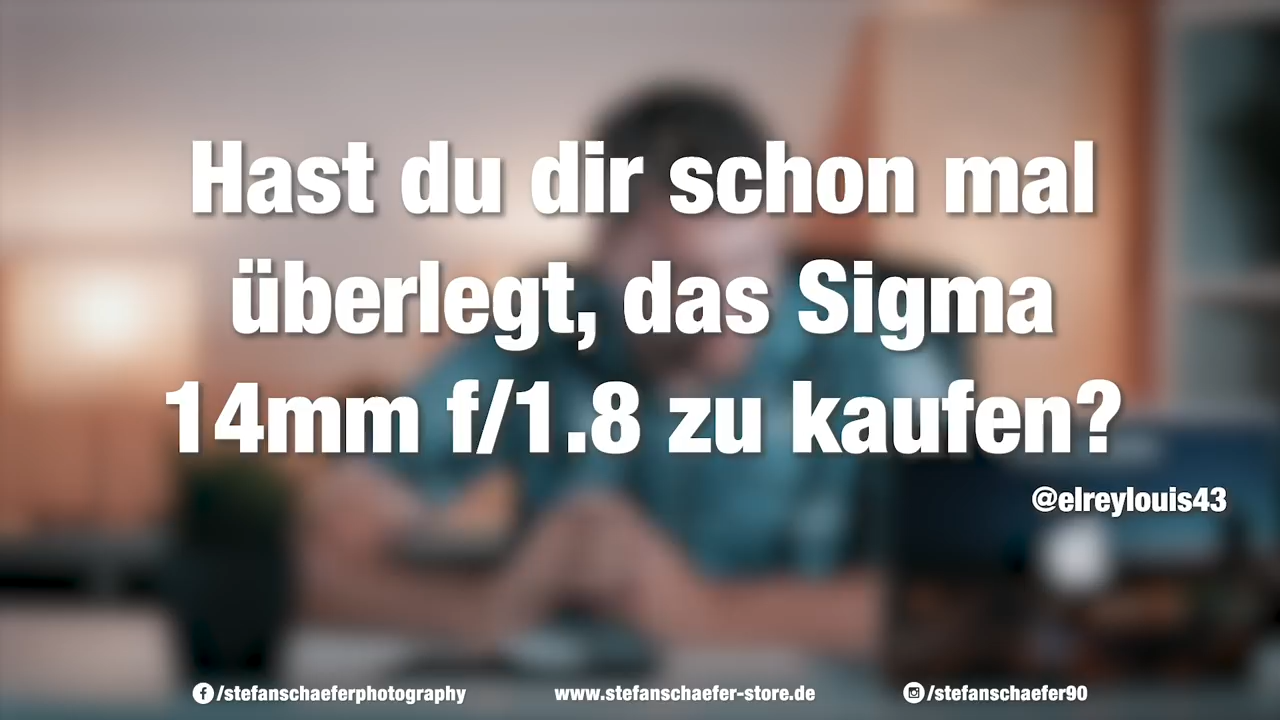 Hast du dir schon mal
überlegt, das Sigma
14mm f/1.8 zu kaufen?
@elreylouis43
/stefanschaeferphotography www.stefanschaefer-store.de /stefanschaefer90